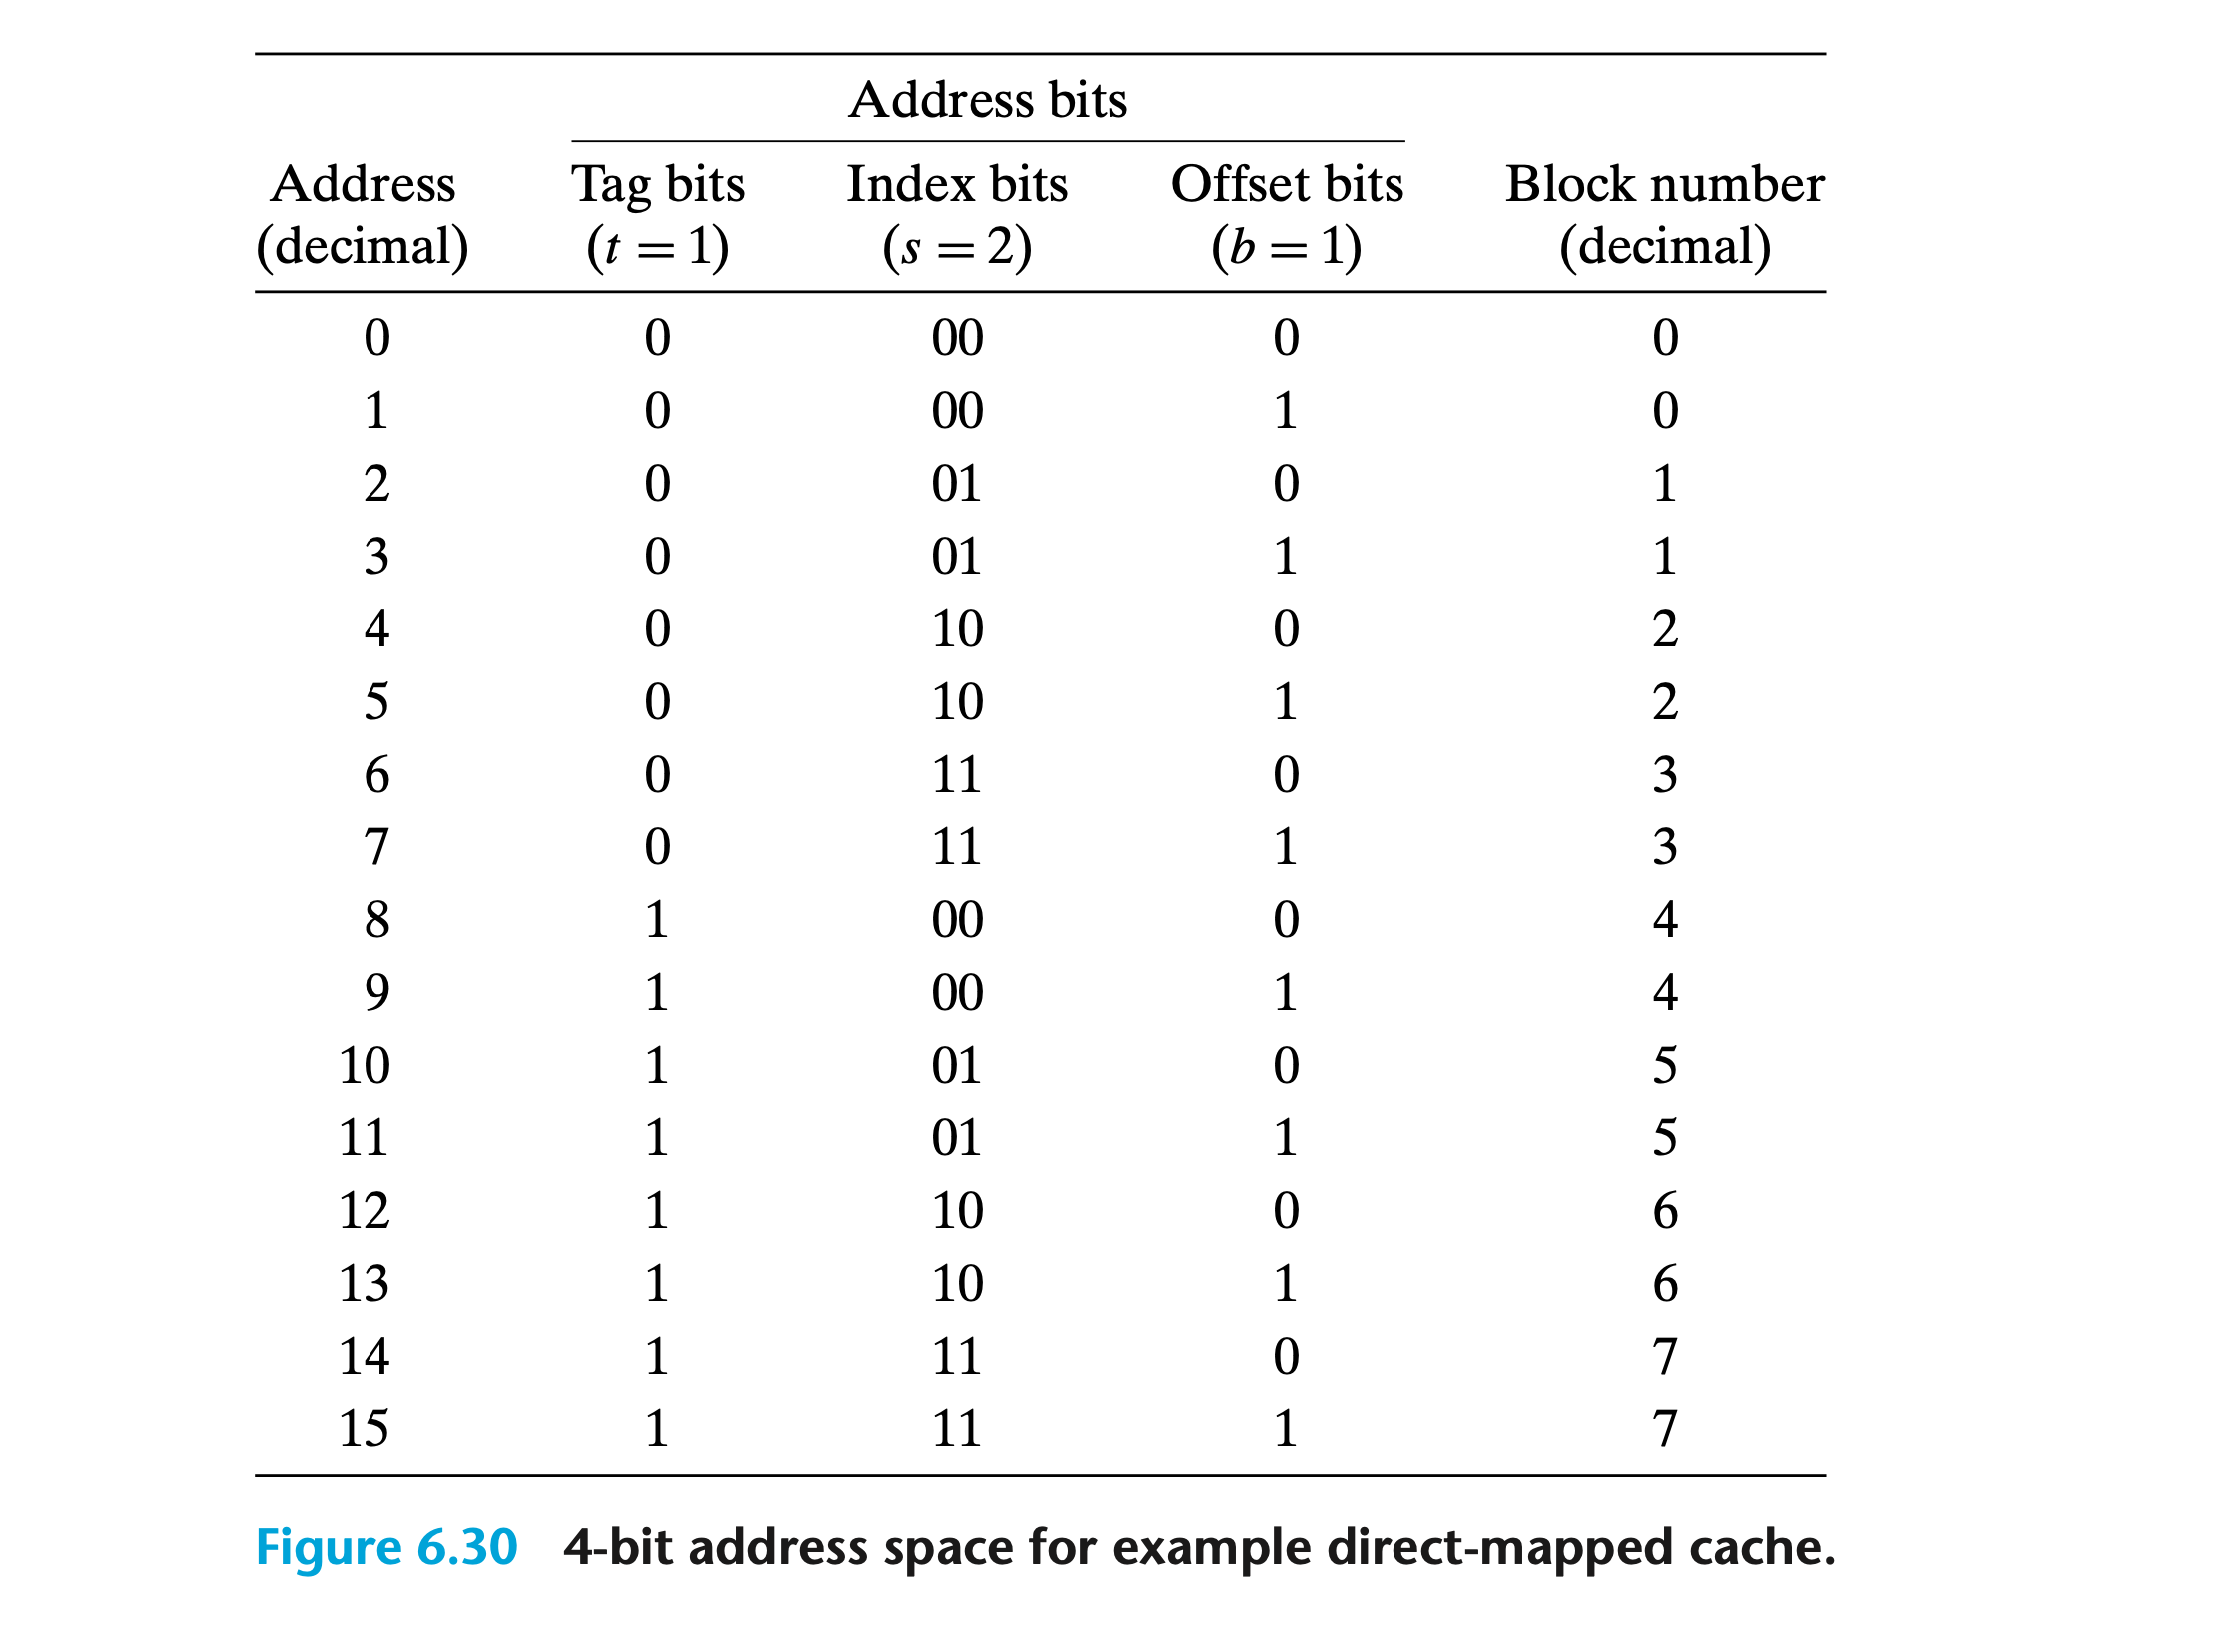 Address bits
Address Tag bits Index bits Offset bits Block number
(decimal) (t = 1) (s = 2) (b = 1) (decimal)
0 0 00 0 0
1 0 00 1 0
2 0 01 0 1
3 0 01 1 1
4 0 10 0 2
5 0 10 1 2
6 0 11 0 3
7 0 11 1 3
8 1 00 0 4
9 1 00 1 4
10 1 01 0 5
11 1 01 1 5
12 1 10 0 6
13 1 10 1 6
14 1 11 0 7
15 1 11 1 7
Figure 6.30 4-bit address space for example direct-mapped cache.